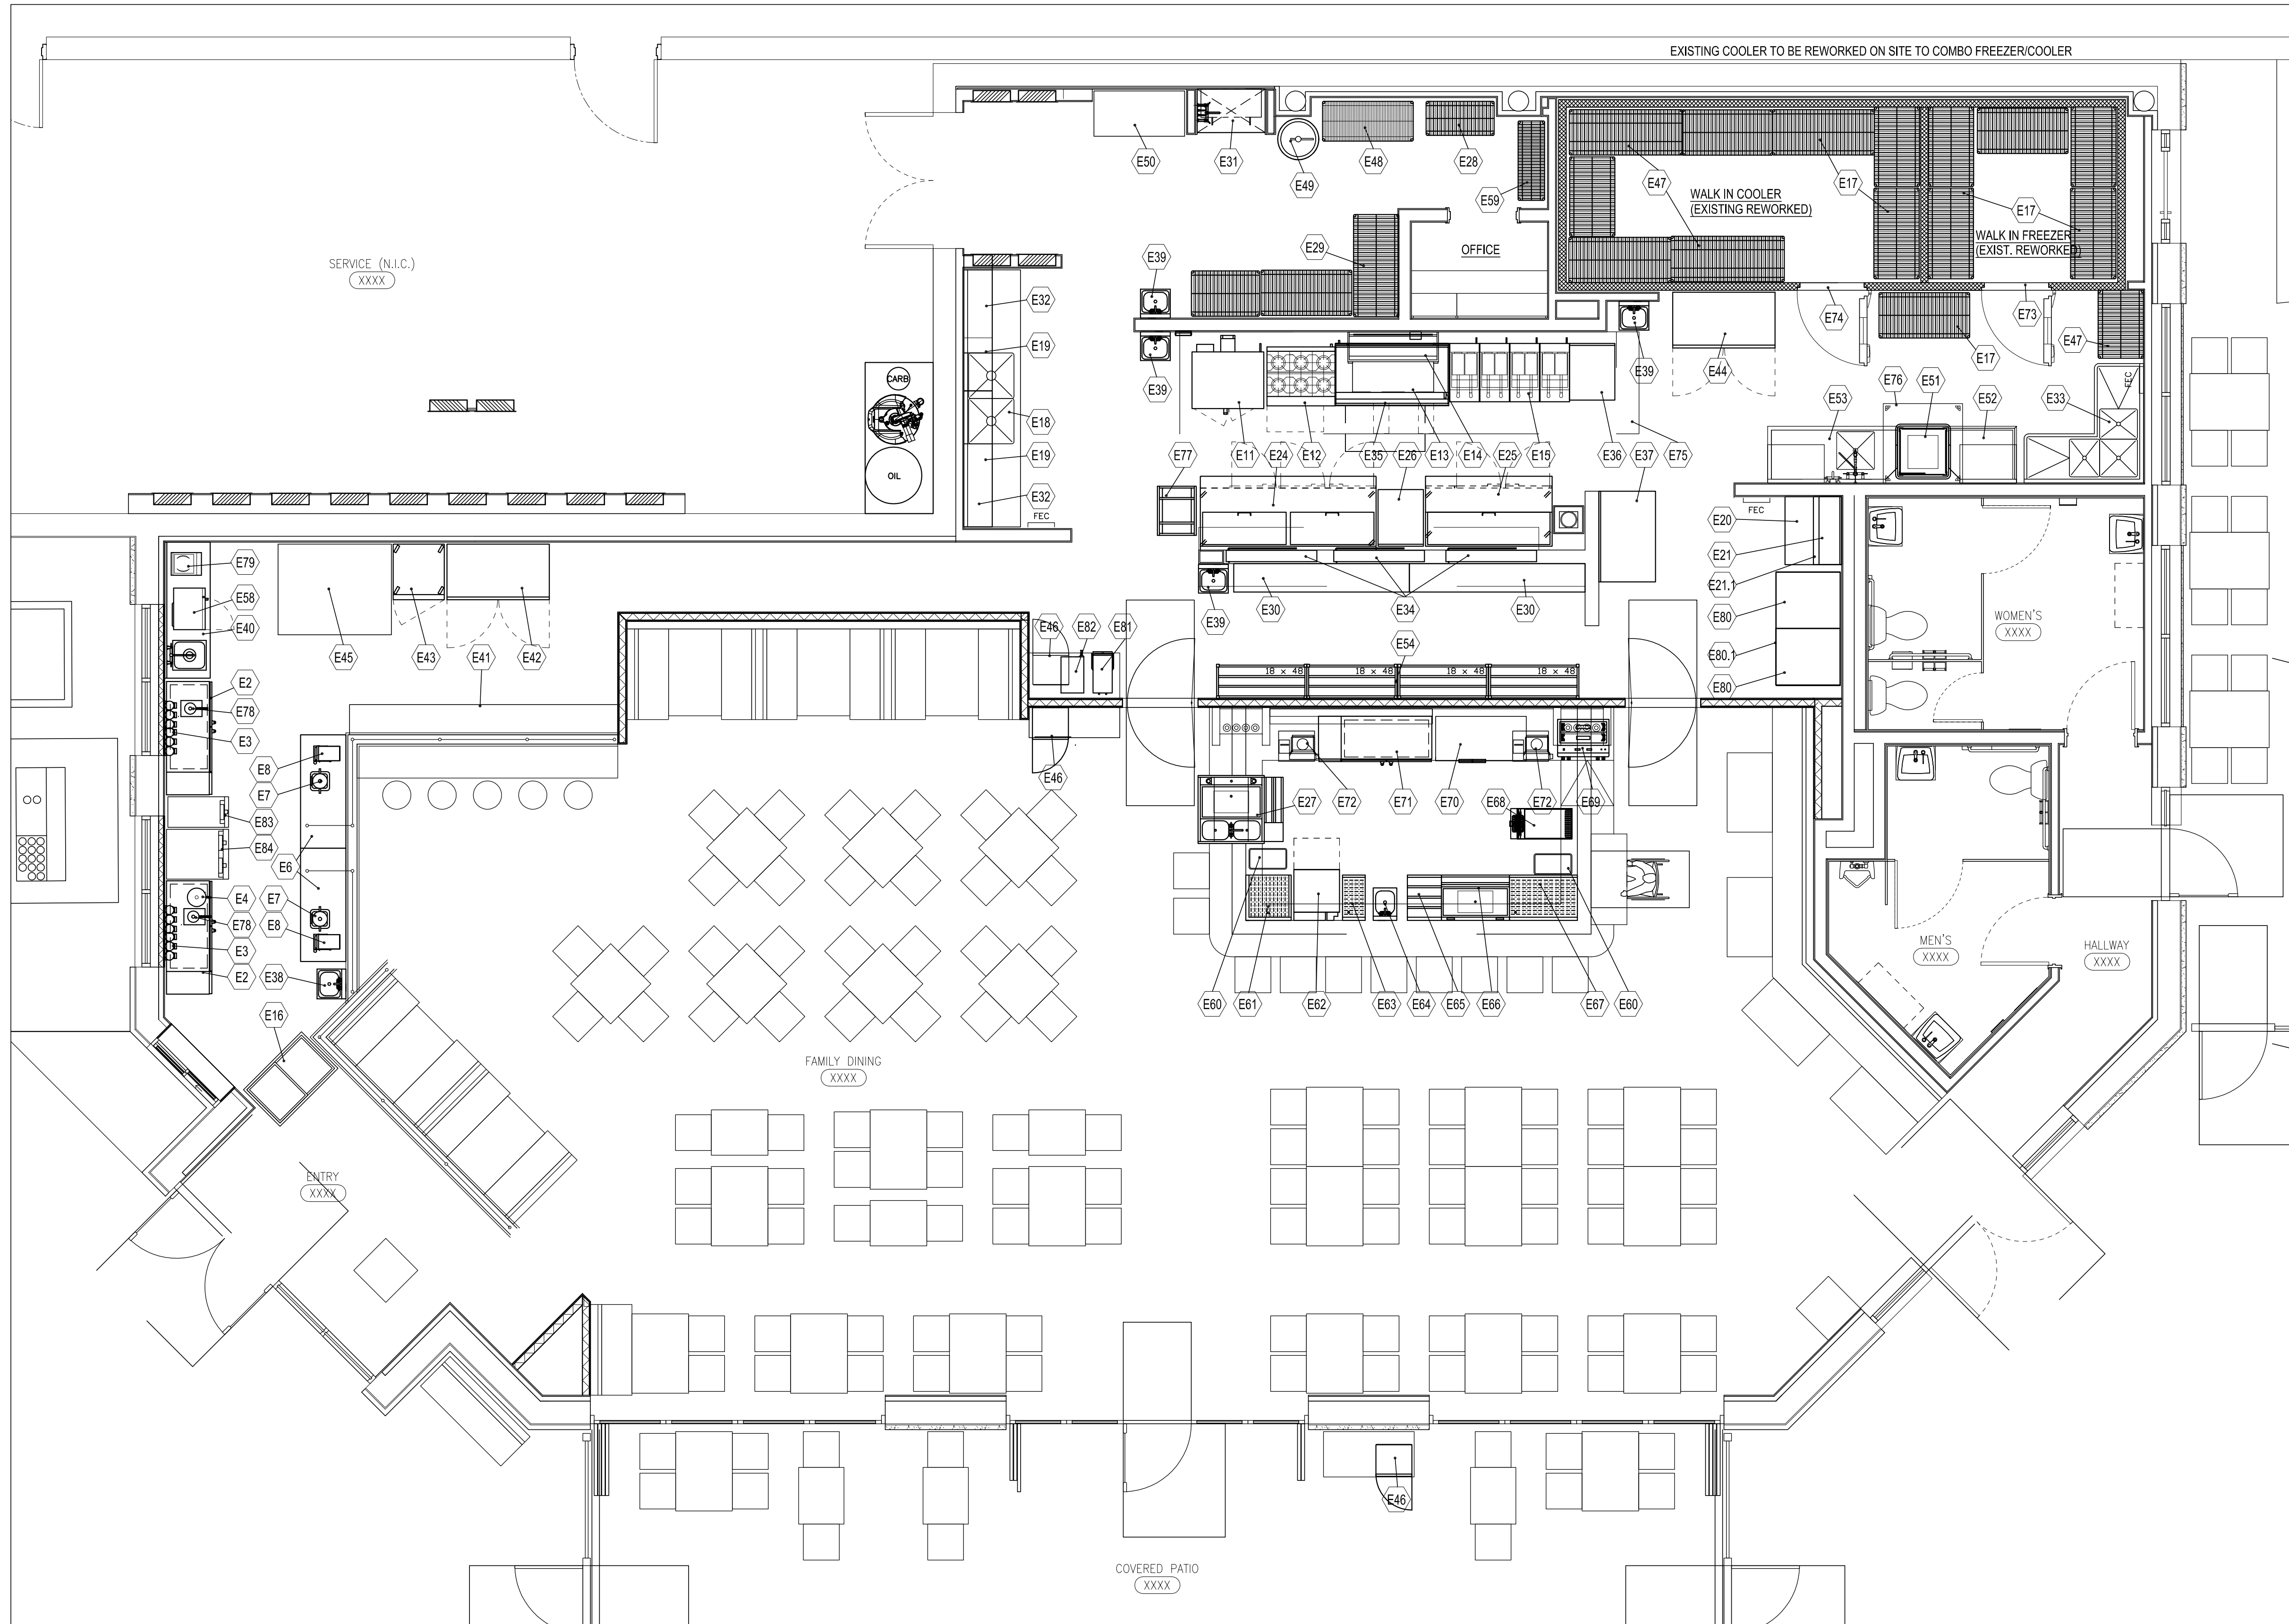 EXISTING COOLER TO BE REWORKED ON SITE TO COMBO FREEZER/COOLER
E50
E31
E49
E48
E28
E59
E47
WALK IN COOLER
(EXISTING REWORKED)
E17
E17
WALK IN FREEZER
(EXIST. REWORKED)
SERVICE (N.I.C.)
XXXX
E39
E29
OFFICE
E32
E19
E39
E39
E44
E74
E17
E73
E47
CARB
OIL
E18
E19
E32
FEC
E77
E11
E24
E12
E35
E26
E13
E14
E25
E15
E36
E37
E75
E53
E76
E51
E52
E33
FEC
FEC
E20
E21
E21.1
E80
E80.1
E80
E79
E58
E40
E45
E43
E41
E42
E39
E30
E34
E30
E46
E82
E81
E54
18 x 48
18 x 48
18 x 48
18 x 48
WOMEN'S
XXXX
E2
E78
E3
E8
E7
E83
E84
E6
E4
E78
E7
E8
E3
E2
E38
E16
E46
E27
E72
E71
E70
E68
E72
E69
E60
E61
E62
E63
E64
E65
E66
E67
E60
MEN'S
XXXX
HALLWAY
XXXX
FAMILY DINING
XXXX
ENTRY
XXXX
E46
COVERED PATIO
XXXX